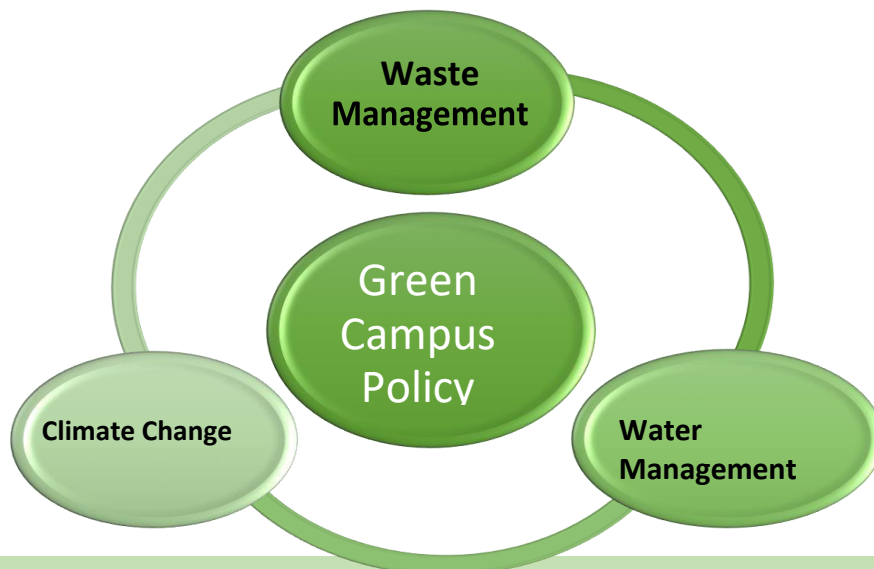 Waste
Management
Green
Campus
Policy
Climate Change
Water
Management